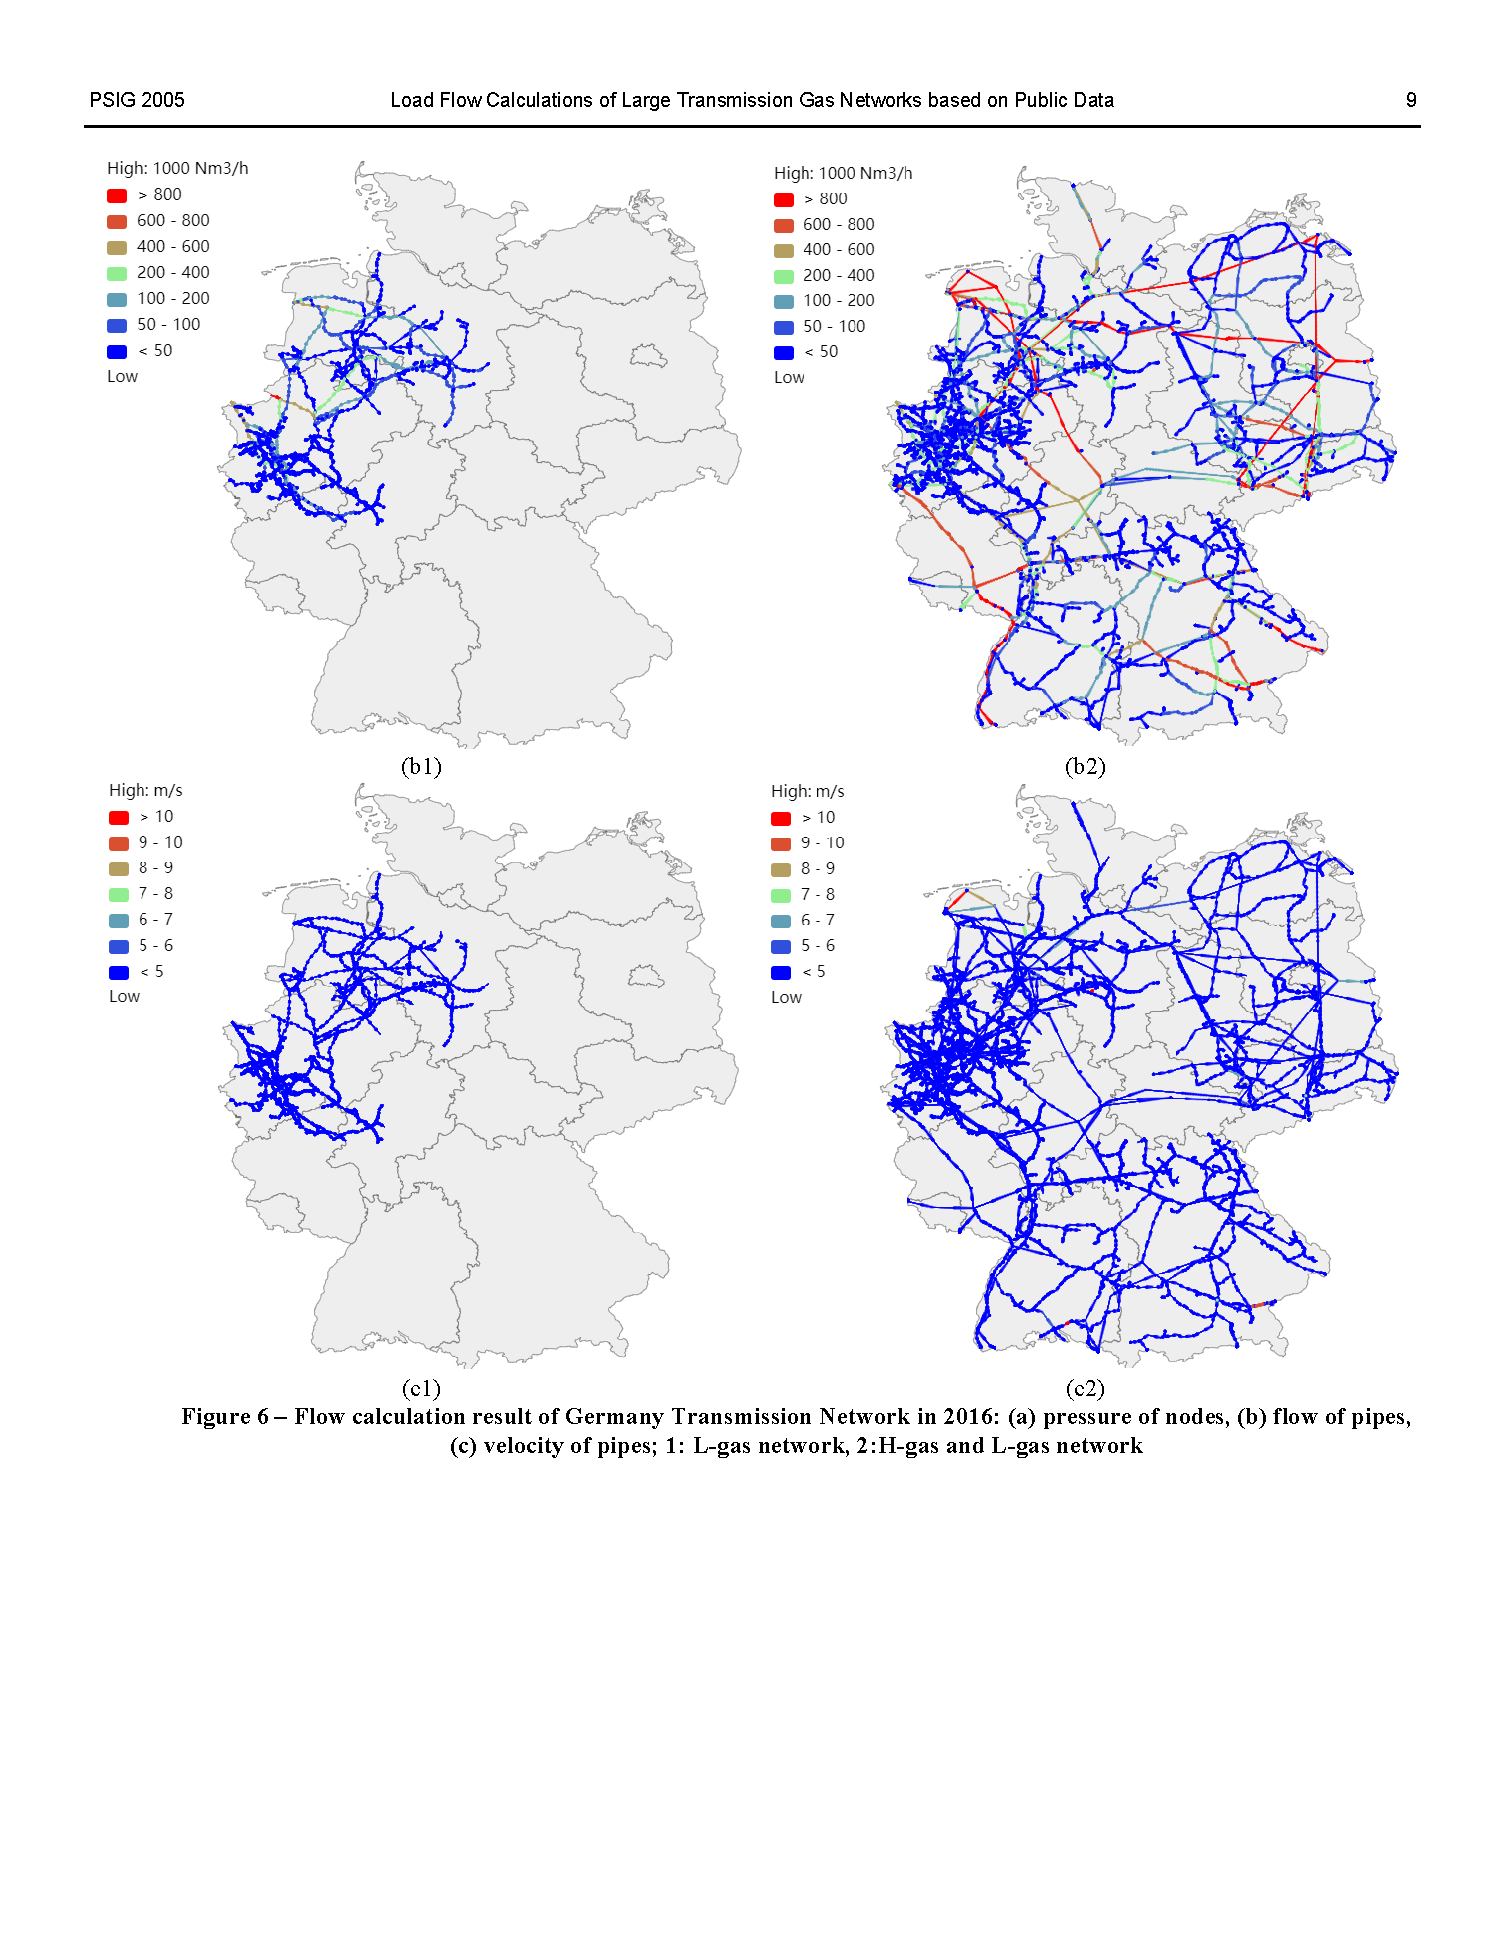 PSIG 2005 Load Flow Calculations of Large Transmission Gas Networks based on Public Data 9
High: 1000 Nm3/h
> 800
600 - 800
400 - 600
200 - 400
100 - 200
50 - 100
< 50
Low
(b1)
High: 1000 Nm3/h
> 800
600 - 800
400 - 600
200 - 400
100 - 200
50 - 100
< 50
Low
(b2)
High: m/s
> 10
9 - 10
8 - 9
7 - 8
6 - 7
5 - 6
< 5
Low
(c1)
High: m/s
> 10
9 - 10
8 - 9
7 - 8
6 - 7
5 - 6
< 5
Low
(c2)
Figure 6 – Flow calculation result of Germany Transmission Network in 2016: (a) pressure of nodes, (b) flow of pipes,
(c) velocity of pipes; 1: L-gas network, 2:H-gas and L-gas network